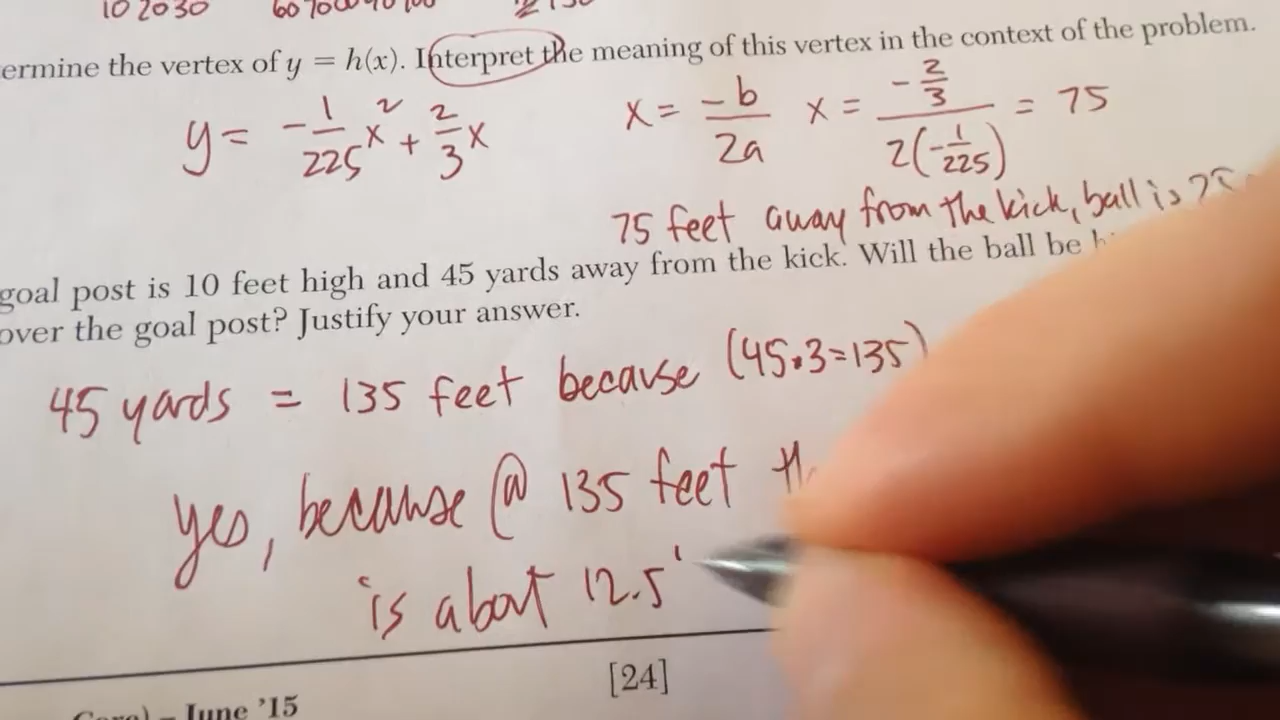 10 20 30
ermine the vertex of y = h(x). Interpret the meaning of this vertex in the context of the problem.
y = -1/225 x² + 2/3 x
x = -b/2a x = -2/3 / 2(-1/225) = 75
75 feet away from the kick, ball is
goal post is 10 feet high and 45 yards away from the kick. Will the ball be
over the goal post? Justify your answer.
45 yards = 135 feet because (45·3=135)
yes, because @ 135 feet
is about 12.5'
[24]
Core) – June '15